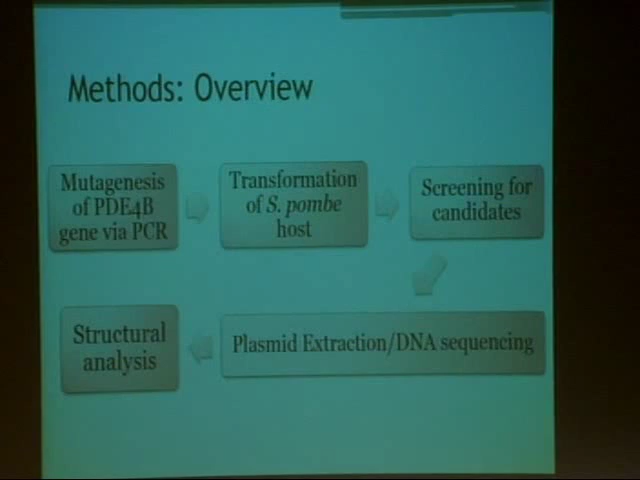 Methods: Overview
Mutagenesis
of PDE4B
gene via PCR
Transformation
of S. pombe
host
Screening for
candidates
Structural
analysis
Plasmid Extraction/DNA sequencing